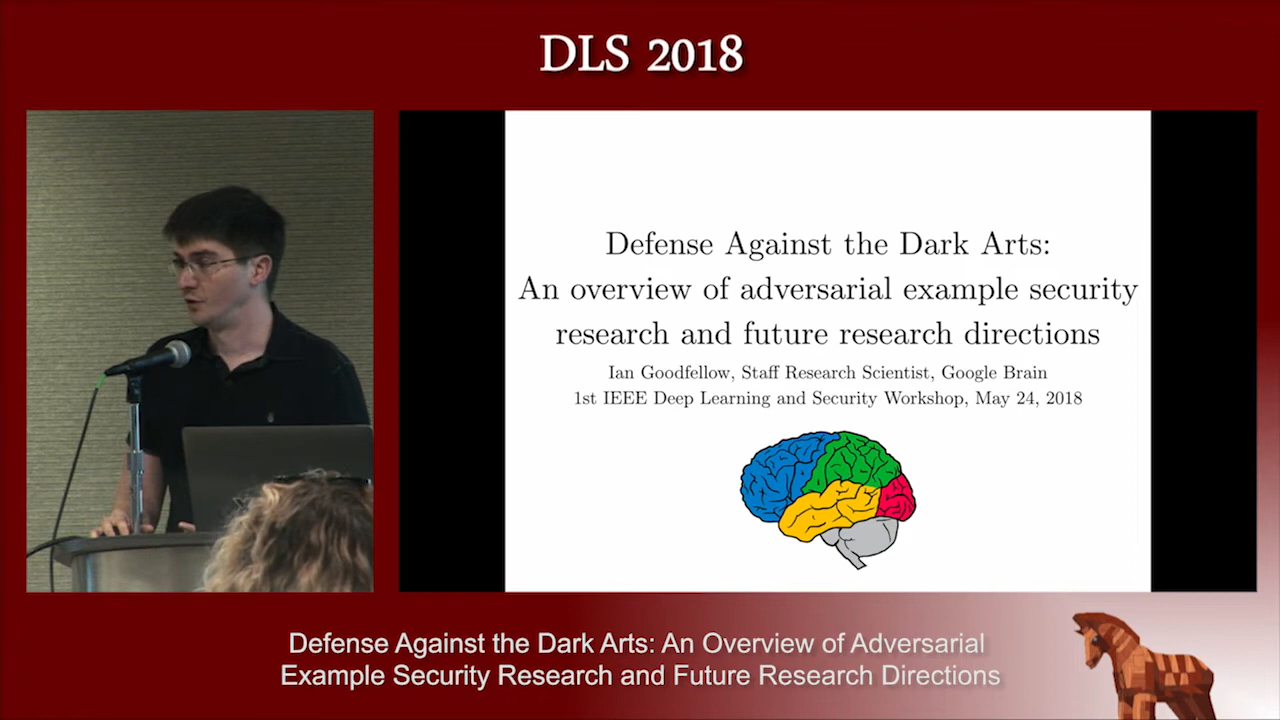 DLS 2018
Defense Against the Dark Arts:
An overview of adversarial example security
research and future research directions
Ian Goodfellow, Staff Research Scientist, Google Brain
1st IEEE Deep Learning and Security Workshop, May 24, 2018
Defense Against the Dark Arts: An Overview of Adversarial
Example Security Research and Future Research Directions